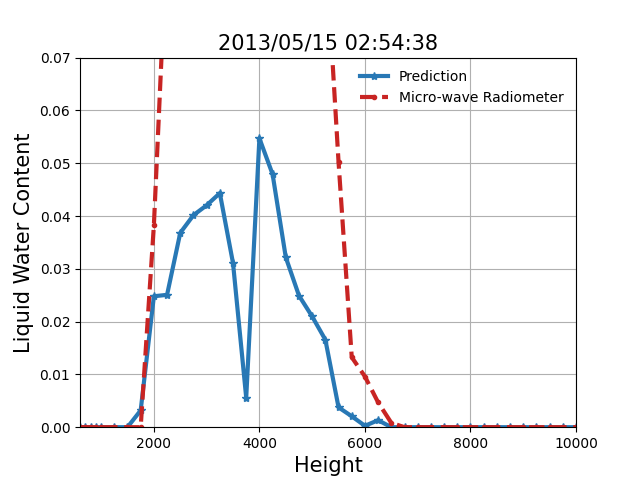 2013/05/15 02:54:38
Prediction
Micro-wave Radiometer
Liquid Water Content
0.07
0.06
0.05
0.04
0.03
0.02
0.01
0.00
2000 4000 6000 8000 10000
Height